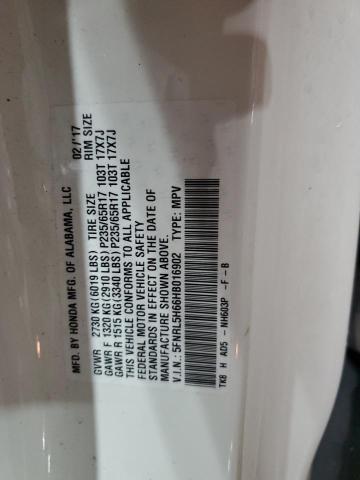 MFD. BY HONDA MFG. OF ALABAMA, LLC 02/'17
GVWR 2730 KG(6019 LBS) TIRE SIZE RIM SIZE
GAWR F 1320 KG(2910 LBS) P235/65R17 103T 17X7J
GAWR R 1515 KG(3340 LBS) P235/65R17 103T 17X7J
THIS VEHICLE CONFORMS TO ALL APPLICABLE
FEDERAL MOTOR VEHICLE SAFETY
STANDARDS IN EFFECT ON THE DATE OF
MANUFACTURE SHOWN ABOVE.
V.I.N.: 5FNRL5H66HB016902 TYPE: MPV
TK8 H A05 -NH603P -F-B